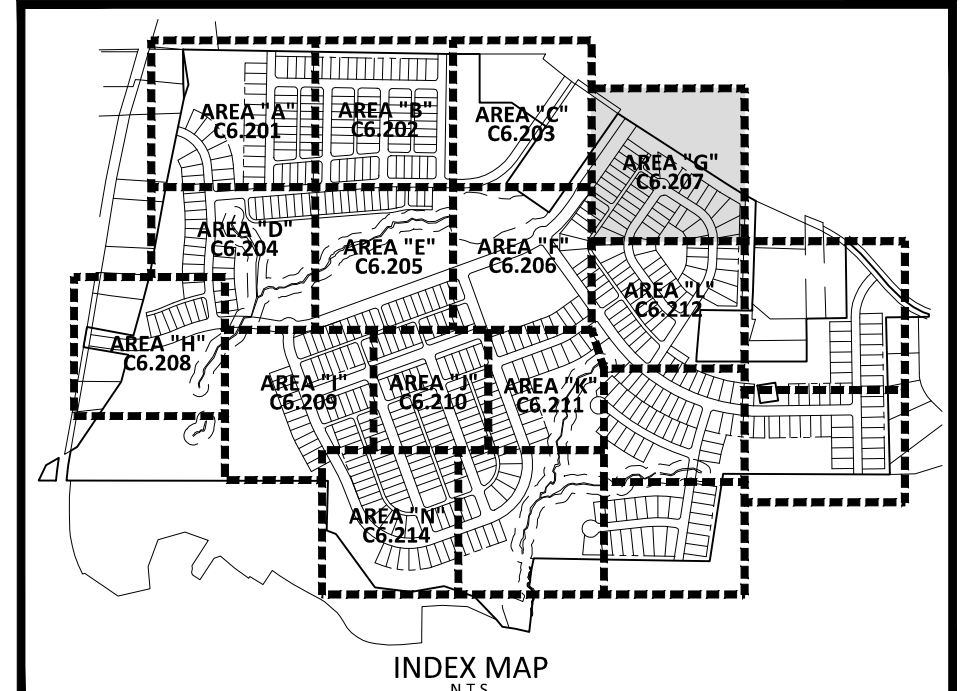 AREA "A"
C6.201
AREA "B"
C6.202
AREA "C"
C6.203
AREA "G"
C6.207
AREA "D"
C6.204
AREA "E"
C6.205
AREA "F"
C6.206
AREA "L"
C6.212
AREA "H"
C6.208
AREA "I"
C6.209
AREA "J"
C6.210
AREA "K"
C6.211
AREA "N"
C6.214
INDEX MAP
N.T.S.